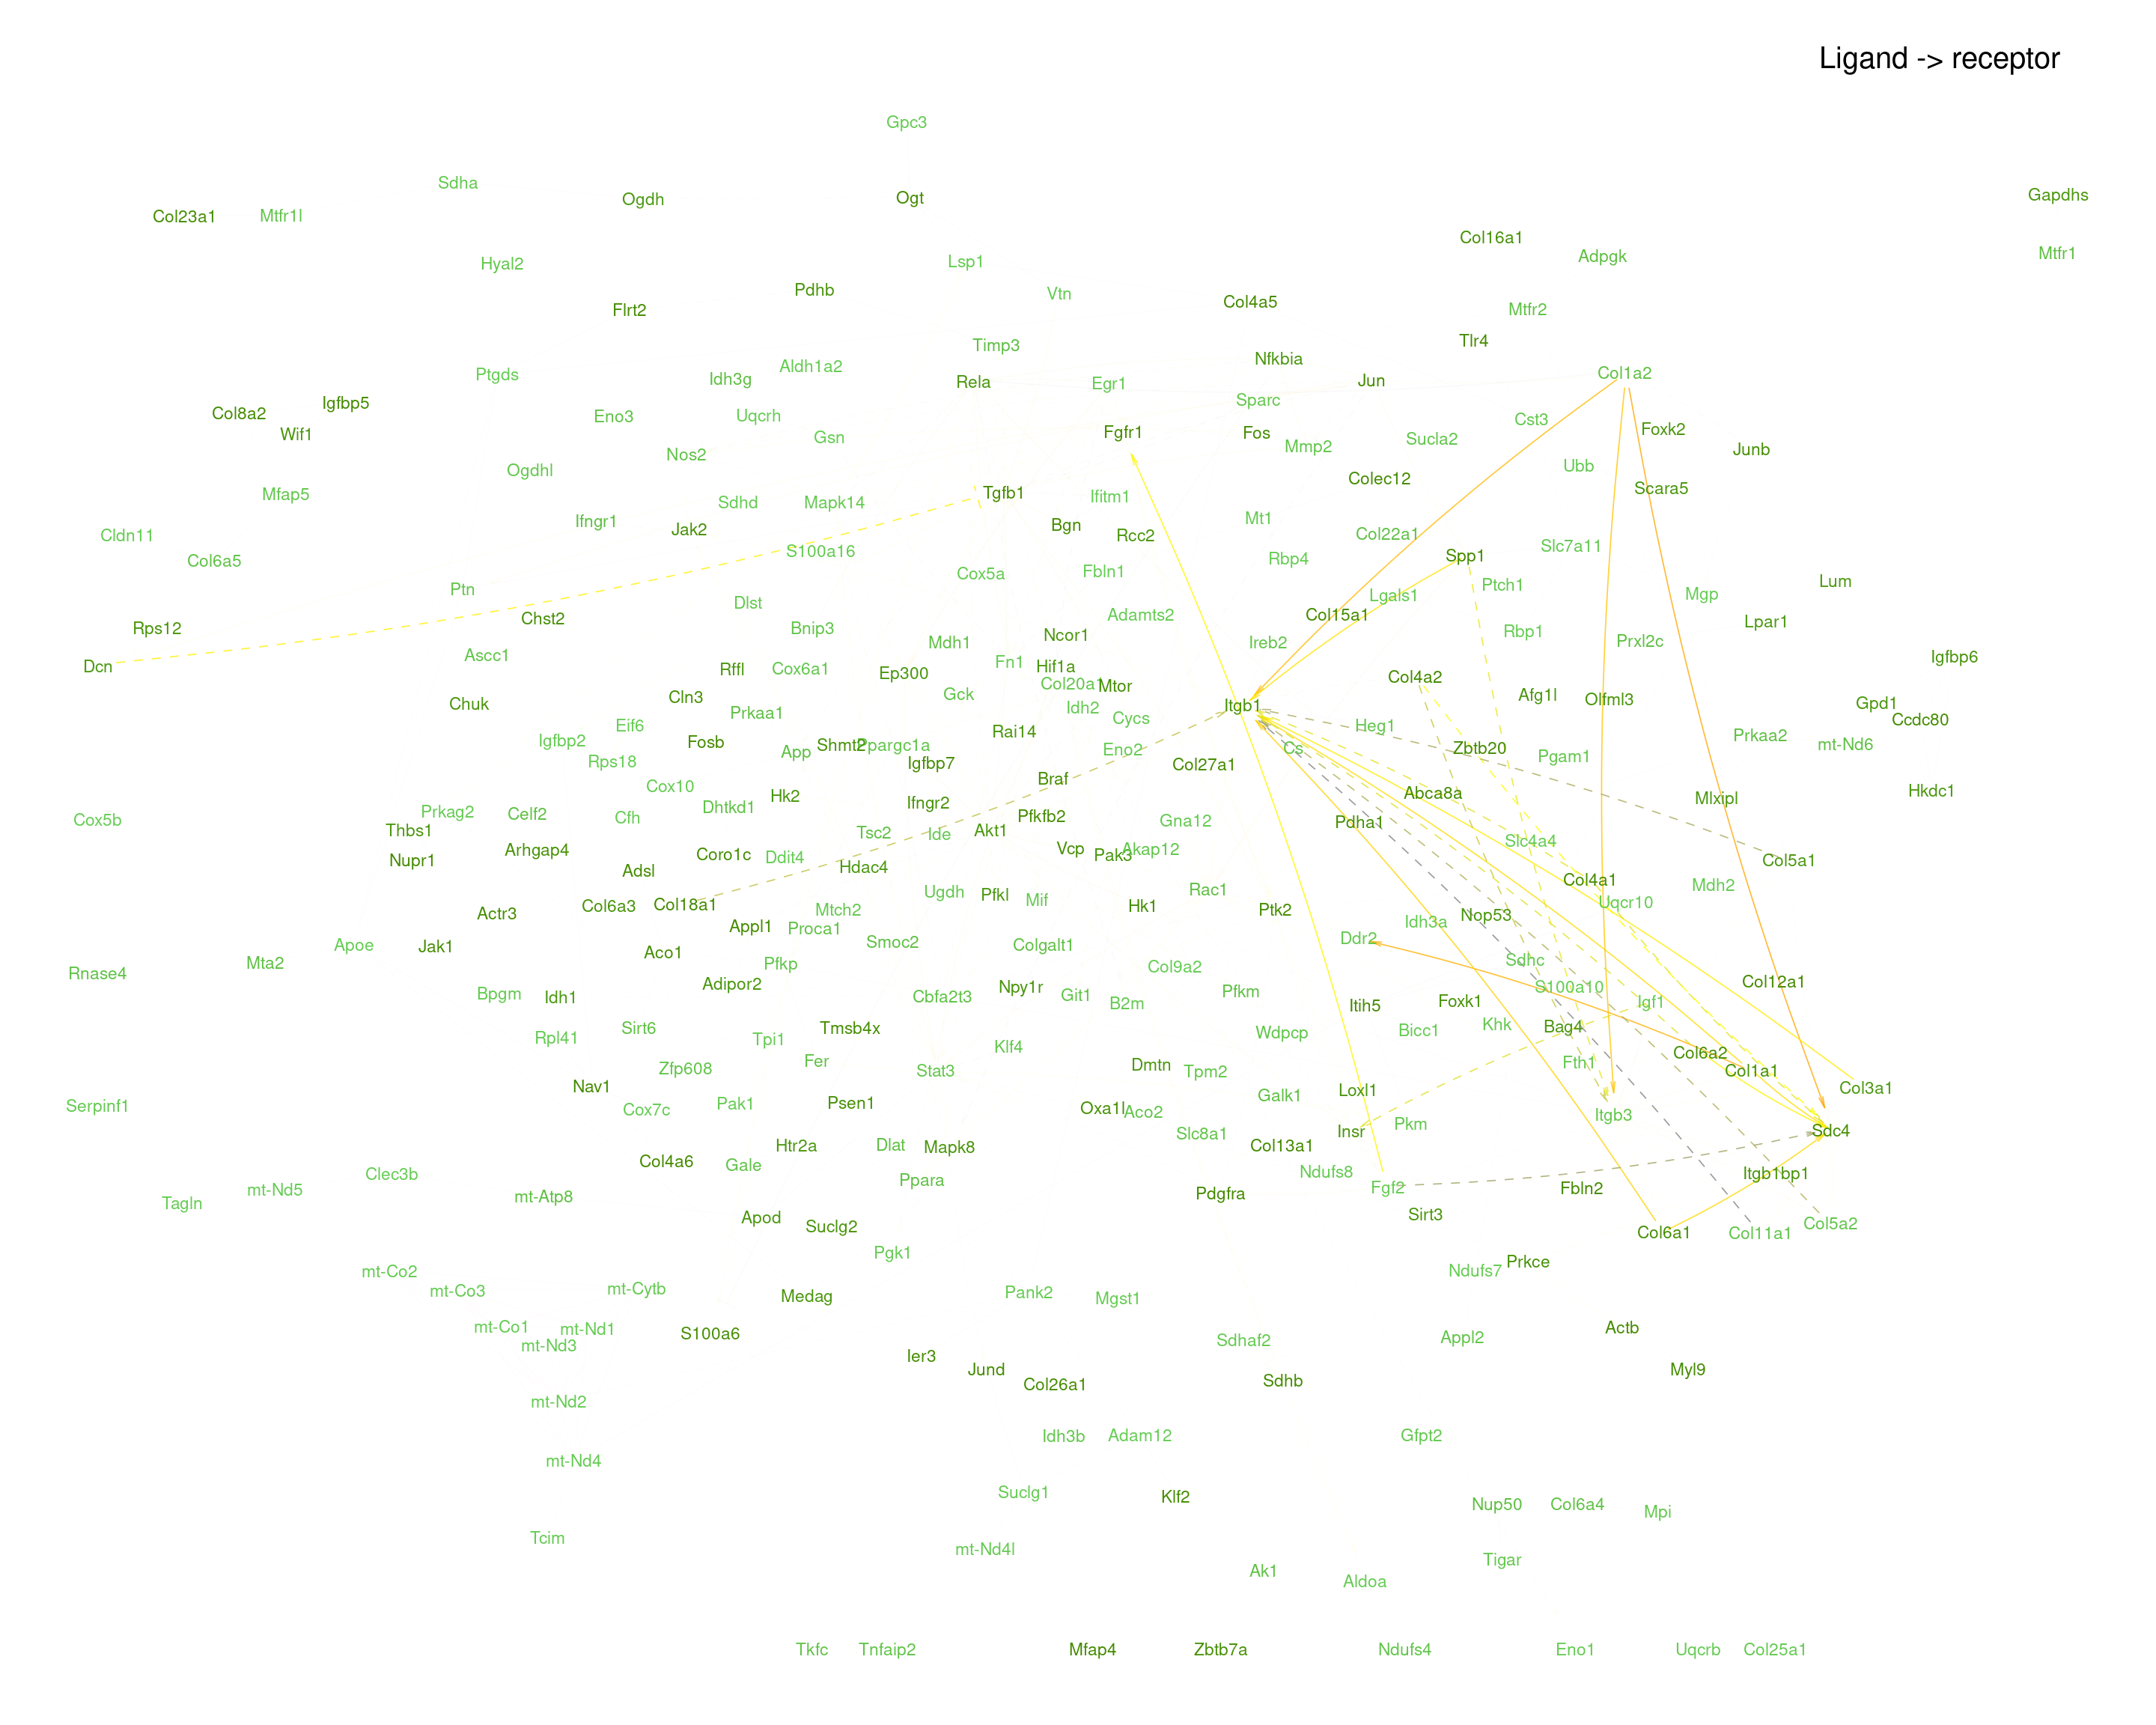 Ligand -> receptor
Gpc3
Sdha
Ogdh
Ogt
Gapdhs
Col23a1
Mtfr1l
Col16a1
Adpgk
Mtfr1
Hyal2
Lsp1
Pdhb
Vtn
Col4a5
Flrt2
Mtfr2
Timp3
Tlr4
Nfkbia
Ptgds
Idh3g
Aldh1a2
Rela
Egr1
Jun
Col1a2
Igfbp5
Sparc
Col8a2
Eno3
Uqcrh
Cst3
Wif1
Gsn
Fgfr1
Fos
Mmp2
Sucla2
Foxk2
Junb
Nos2
Ogdhl
Ubb
Colec12
Scara5
Mfap5
Sdhd
Mapk14
Tgfb1
Ifitm1
Ifngr1
Jak2
Bgn
Mt1
Cldn11
Rcc2
Col22a1
S100a16
Slc7a11
Col6a5
Rbp4
Spp1
Cox5a
Fbln1
Ptn
Ptch1
Lum
Dlst
Lgals1
Mgp
Chst2
Adamts2
Col15a1
Lpar1
Rps12
Bnip3
Ncor1
Rbp1
Mdh1
Ireb2
Prxl2c
Dcn
Ascc1
Rffl
Cox6a1
Ep300
Fn1
Hif1a
Igfbp6
Col20a1
Mtor
Col4a2
Chuk
Cln3
Gck
Idh2
Itgb1
Afg1l
Olfml3
Gpd1
Prkaa1
Cycs
Ccdc80
Eif6
Rai14
Heg1
Igfbp2
Fosb
App
Shmt2
Ppargc1a
Eno2
Cs
Zbtb20
Prkaa2
mt-Nd6
Rps18
Igfbp7
Col27a1
Pgam1
Cox10
Braf
Hk2
Abca8a
Mlxipl
Hkdc1
Cox5b
Prkag2
Celf2
Cfh
Dhtkd1
Ifngr2
Pfkfb2
Gna12
Pdha1
Thbs1
Tsc2
Ide
Akt1
Slc4a4
Nupr1
Arhgap4
Coro1c
Ddit4
Vcp
Pak3
Akap12
Col5a1
Adsl
Hdac4
Col4a1
Mdh2
Ugdh
Pfkl
Mif
Rac1
Uqcr10
Actr3
Col6a3
Col18a1
Mtch2
Hk1
Ptk2
Nop53
Appl1
Proca1
Idh3a
Apoe
Jak1
Aco1
Smoc2
Colgalt1
Ddr2
Rnase4
Mta2
Pfkp
Col9a2
Sdhc
Bpgm
Idh1
Adipor2
Cbfa2t3
Npy1r
Git1
B2m
Pfkm
Itih5
Foxk1
S100a10
Igf1
Col12a1
Rpl41
Sirt6
Tpi1
Tmsb4x
Klf4
Wdpcp
Bicc1
Khk
Bag4
Zfp608
Fer
Stat3
Dmtn
Tpm2
Fth1
Col6a2
Col1a1
Nav1
Galk1
Loxl1
Col3a1
Serpinf1
Cox7c
Pak1
Psen1
Oxa1l
Aco2
Itgb3
Htr2a
Dlat
Mapk8
Slc8a1
Col13a1
Insr
Pkm
Sdc4
Col4a6
Gale
Clec3b
Ppara
Ndufs8
Itgb1bp1
Tagln
mt-Nd5
mt-Atp8
Pdgfra
Fgf2
Fbln2
Apod
Suclg2
Sirt3
Col6a1
Col11a1
Col5a2
Pgk1
mt-Co2
mt-Co3
mt-Cytb
Medag
Pank2
Mgst1
Ndufs7
Prkce
mt-Co1
mt-Nd1
mt-Nd3
S100a6
Sdhaf2
Appl2
Actb
Ier3
Jund
Col26a1
Sdhb
Myl9
mt-Nd2
Idh3b
Adam12
Gfpt2
mt-Nd4
Suclg1
Klf2
Nup50
Col6a4
Mpi
Tcim
mt-Nd4l
Ak1
Aldoa
Tigar
Tkfc
Tnfaip2
Mfap4
Zbtb7a
Ndufs4
Eno1
Uqcrb
Col25a1